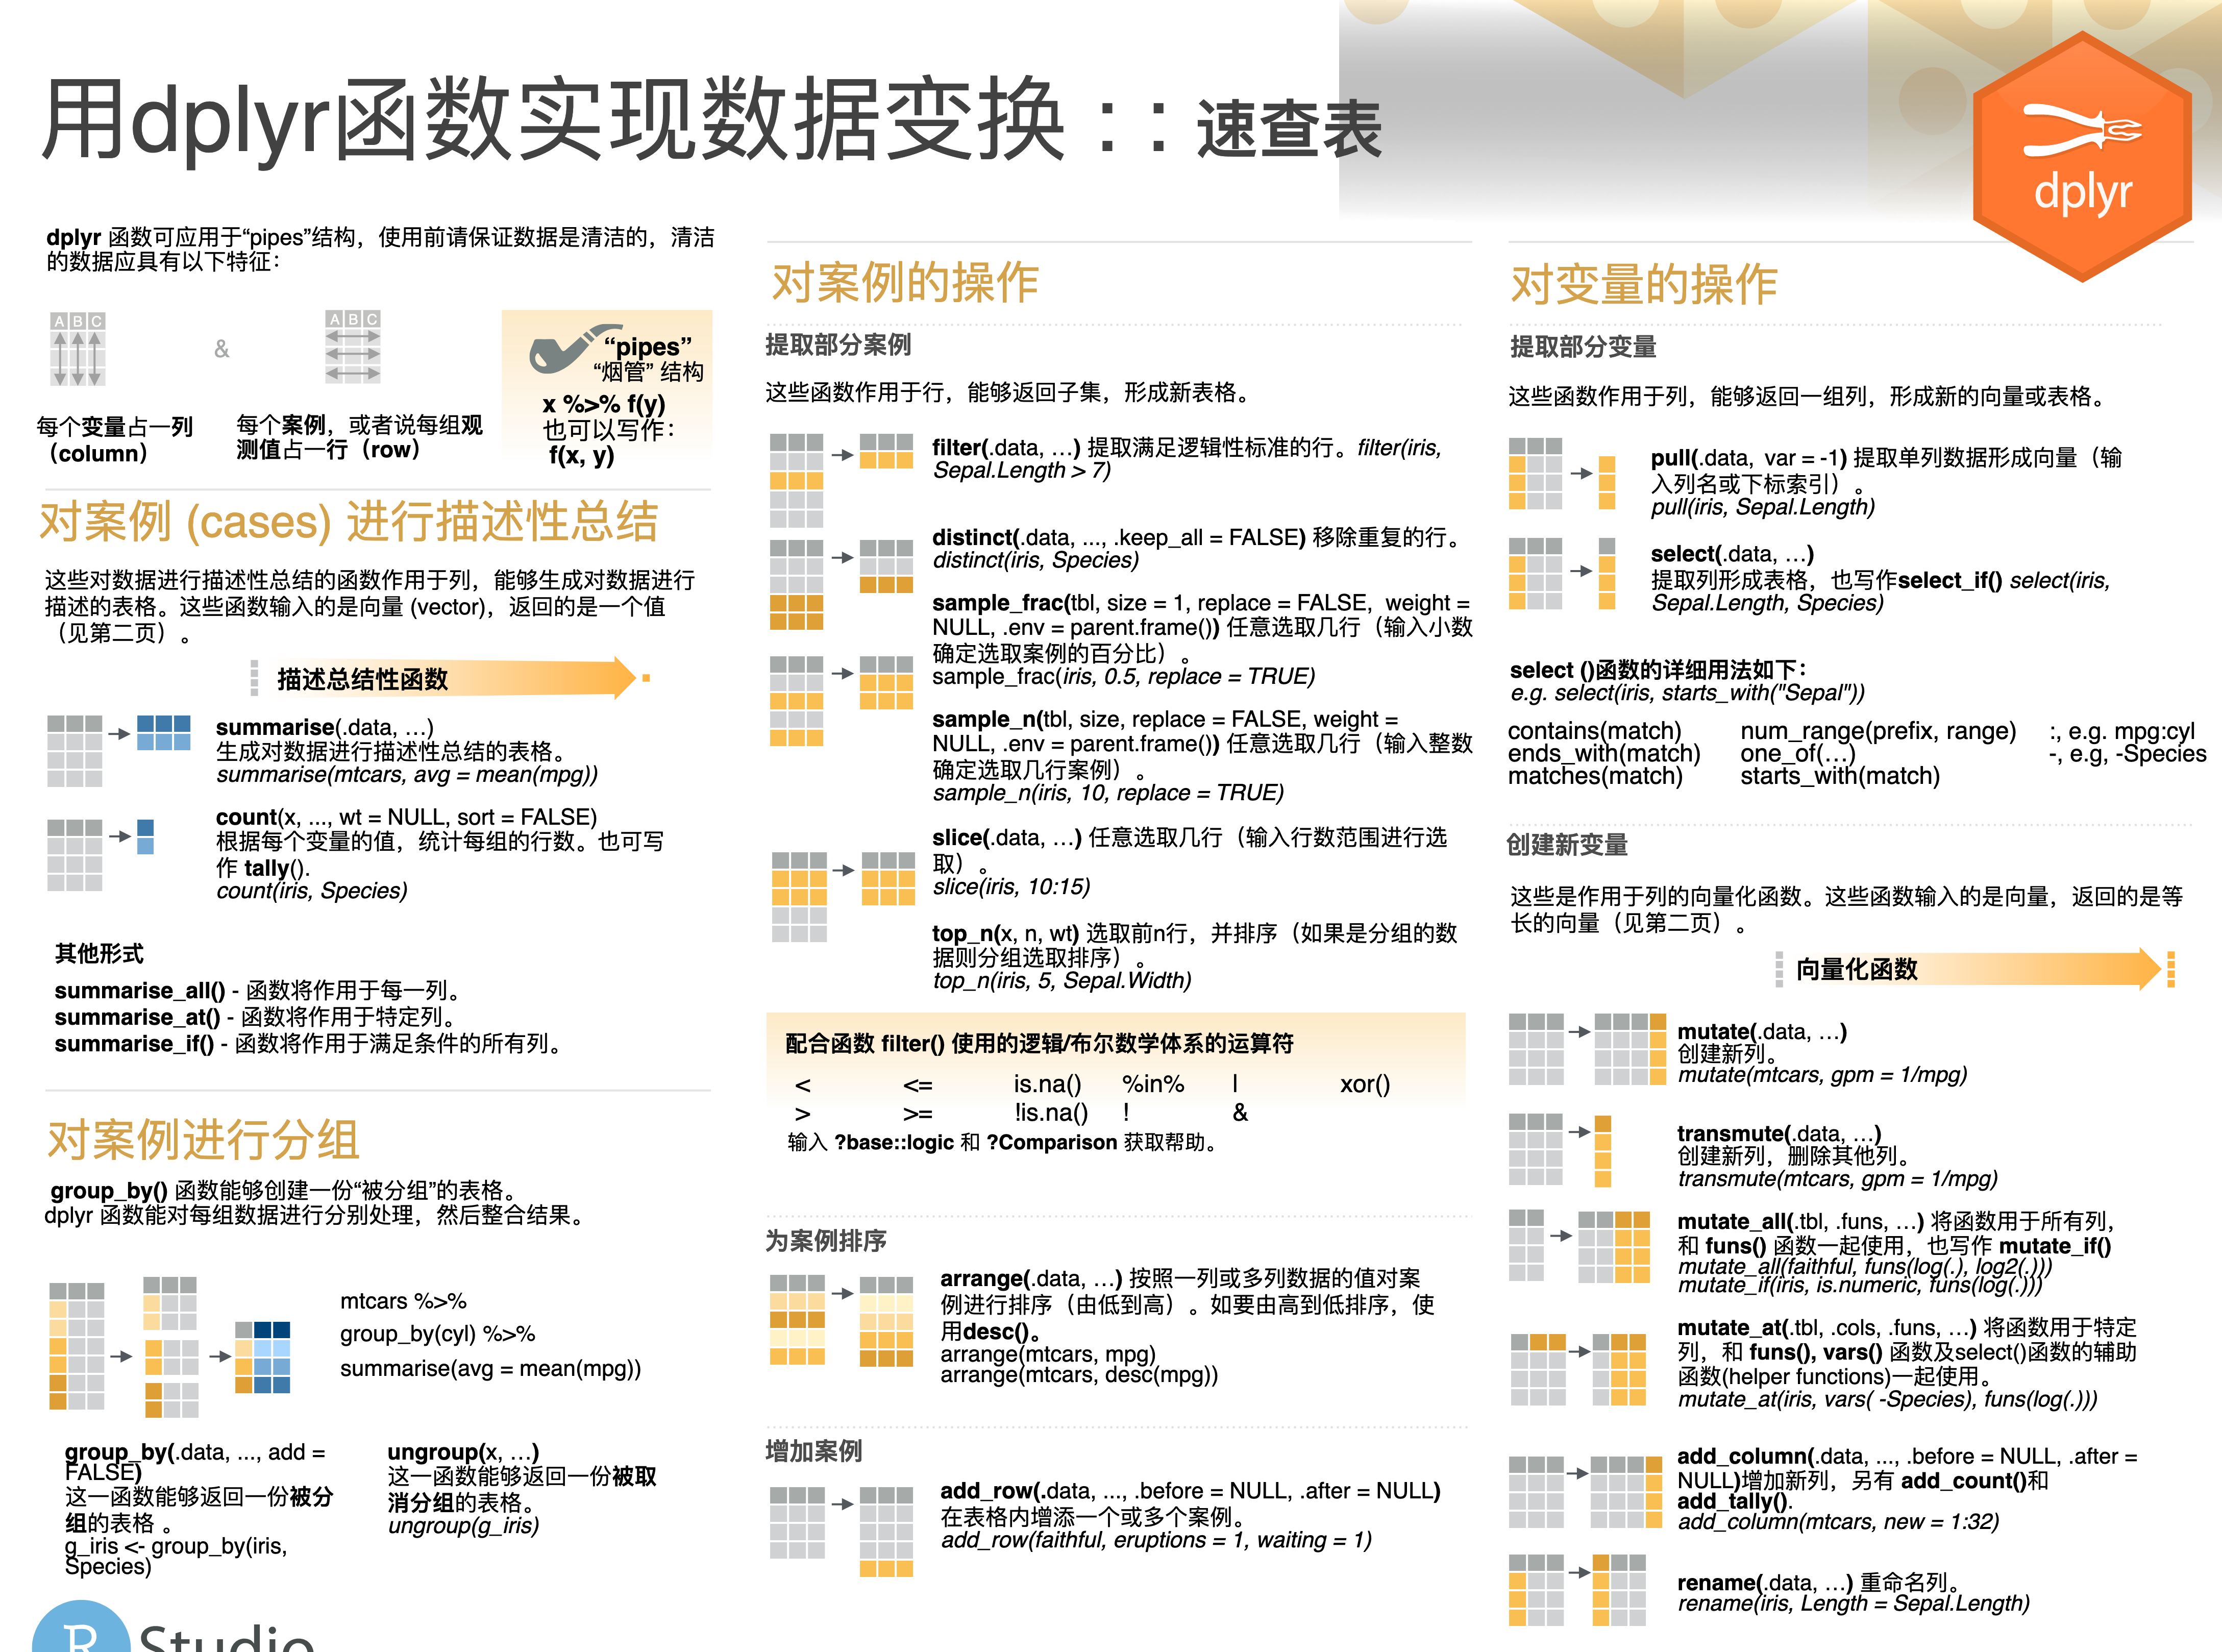 用dplyr函数实现数据变换 : : 速查表
dplyr
dplyr 函数可应用于“pipes”结构，使用前请保证数据是清洁的，清洁
的数据应具有以下特征：
A B C
&
A B C
每个变量占一列
（column）
每个案例，或者说每组观
测值占一行（row）
“pipes”
“烟管” 结构
x %>% f(y)
也可以写作：
f(x, y)
对案例 (cases) 进行描述性总结
这些对数据进行描述性总结的函数作用于列，能够生成对数据进行
描述的表格。这些函数输入的是向量 (vector)，返回的是一个值
（见第二页）。
描述总结性函数
summarise(.data, …)
生成对数据进行描述性总结的表格。
summarise(mtcars, avg = mean(mpg))
count(x, ..., wt = NULL, sort = FALSE)
根据每个变量的值，统计每组的行数。也可写
作 tally().
count(iris, Species)
其他形式
summarise_all() - 函数将作用于每一列。
summarise_at() - 函数将作用于特定列。
summarise_if() - 函数将作用于满足条件的所有列。
对案例进行分组
group_by() 函数能够创建一份“被分组”的表格。
dplyr 函数能对每组数据进行分别处理，然后整合结果。
mtcars %>%
group_by(cyl) %>%
summarise(avg = mean(mpg))
group_by(.data, ..., add =
FALSE)
这一函数能够返回一份被分
组的表格 。
g_iris <- group_by(iris,
Species)
ungroup(x, …)
这一函数能够返回一份被取
消分组的表格。
ungroup(g_iris)
R Studio
对案例的操作
提取部分案例
这些函数作用于行，能够返回子集，形成新表格。
filter(.data, …) 提取满足逻辑性标准的行。filter(iris,
Sepal.Length > 7)
distinct(.data, ..., .keep_all = FALSE) 移除重复的行。
distinct(iris, Species)
sample_frac(tbl, size = 1, replace = FALSE, weight =
NULL, .env = parent.frame()) 任意选取几行（输入小数
确定选取案例的百分比）。
sample_frac(iris, 0.5, replace = TRUE)
sample_n(tbl, size, replace = FALSE, weight =
NULL, .env = parent.frame()) 任意选取几行（输入整数
确定选取几行案例）。
sample_n(iris, 10, replace = TRUE)
slice(.data, …) 任意选取几行（输入行数范围进行选
取）。
slice(iris, 10:15)
top_n(x, n, wt) 选取前n行，并排序（如果是分组的数
据则分组选取排序）。
top_n(iris, 5, Sepal.Width)
配合函数 filter() 使用的逻辑/布尔数学体系的运算符
< <= is.na() %in% | xor()
> >= !is.na() ! &
输入 ?base::logic 和 ?Comparison 获取帮助。
为案例排序
arrange(.data, …) 按照一列或多列数据的值对案
例进行排序（由低到高）。如要由高到低排序，使
用desc()。
arrange(mtcars, mpg)
arrange(mtcars, desc(mpg))
增加案例
add_row(.data, ..., .before = NULL, .after = NULL)
在表格内增添一个或多个案例。
add_row(faithful, eruptions = 1, waiting = 1)
对变量的操作
提取部分变量
这些函数作用于列，能够返回一组列，形成新的向量或表格。
pull(.data, var = -1) 提取单列数据形成向量（输
入列名或下标索引）。
pull(iris, Sepal.Length)
select(.data, …)
提取列形成表格，也写作select_if() select(iris,
Sepal.Length, Species)
select ()函数的详细用法如下：
e.g. select(iris, starts_with("Sepal"))
contains(match) num_range(prefix, range) :, e.g. mpg:cyl
ends_with(match) one_of(…) -, e.g, -Species
matches(match) starts_with(match)
创建新变量
这些是作用于列的向量化函数。这些函数输入的是向量，返回的是等
长的向量（见第二页）。
向量化函数
mutate(.data, …)
创建新列。
mutate(mtcars, gpm = 1/mpg)
transmute(.data, …)
创建新列，删除其他列。
transmute(mtcars, gpm = 1/mpg)
mutate_all(.tbl, .funs, …) 将函数用于所有列，
和 funs() 函数一起使用，也写作 mutate_if()
mutate_all(faithful, funs(log(.), log2(.)))
mutate_if(iris, is.numeric, funs(log(.)))
mutate_at(.tbl, .cols, .funs, …) 将函数用于特定
列，和 funs(), vars() 函数及select()函数的辅助
函数(helper functions)一起使用。
mutate_at(iris, vars( -Species), funs(log(.)))
add_column(.data, ..., .before = NULL, .after =
NULL)增加新列，另有 add_count()和
add_tally().
add_column(mtcars, new = 1:32)
rename(.data, …) 重命名列。
rename(iris, Length = Sepal.Length)